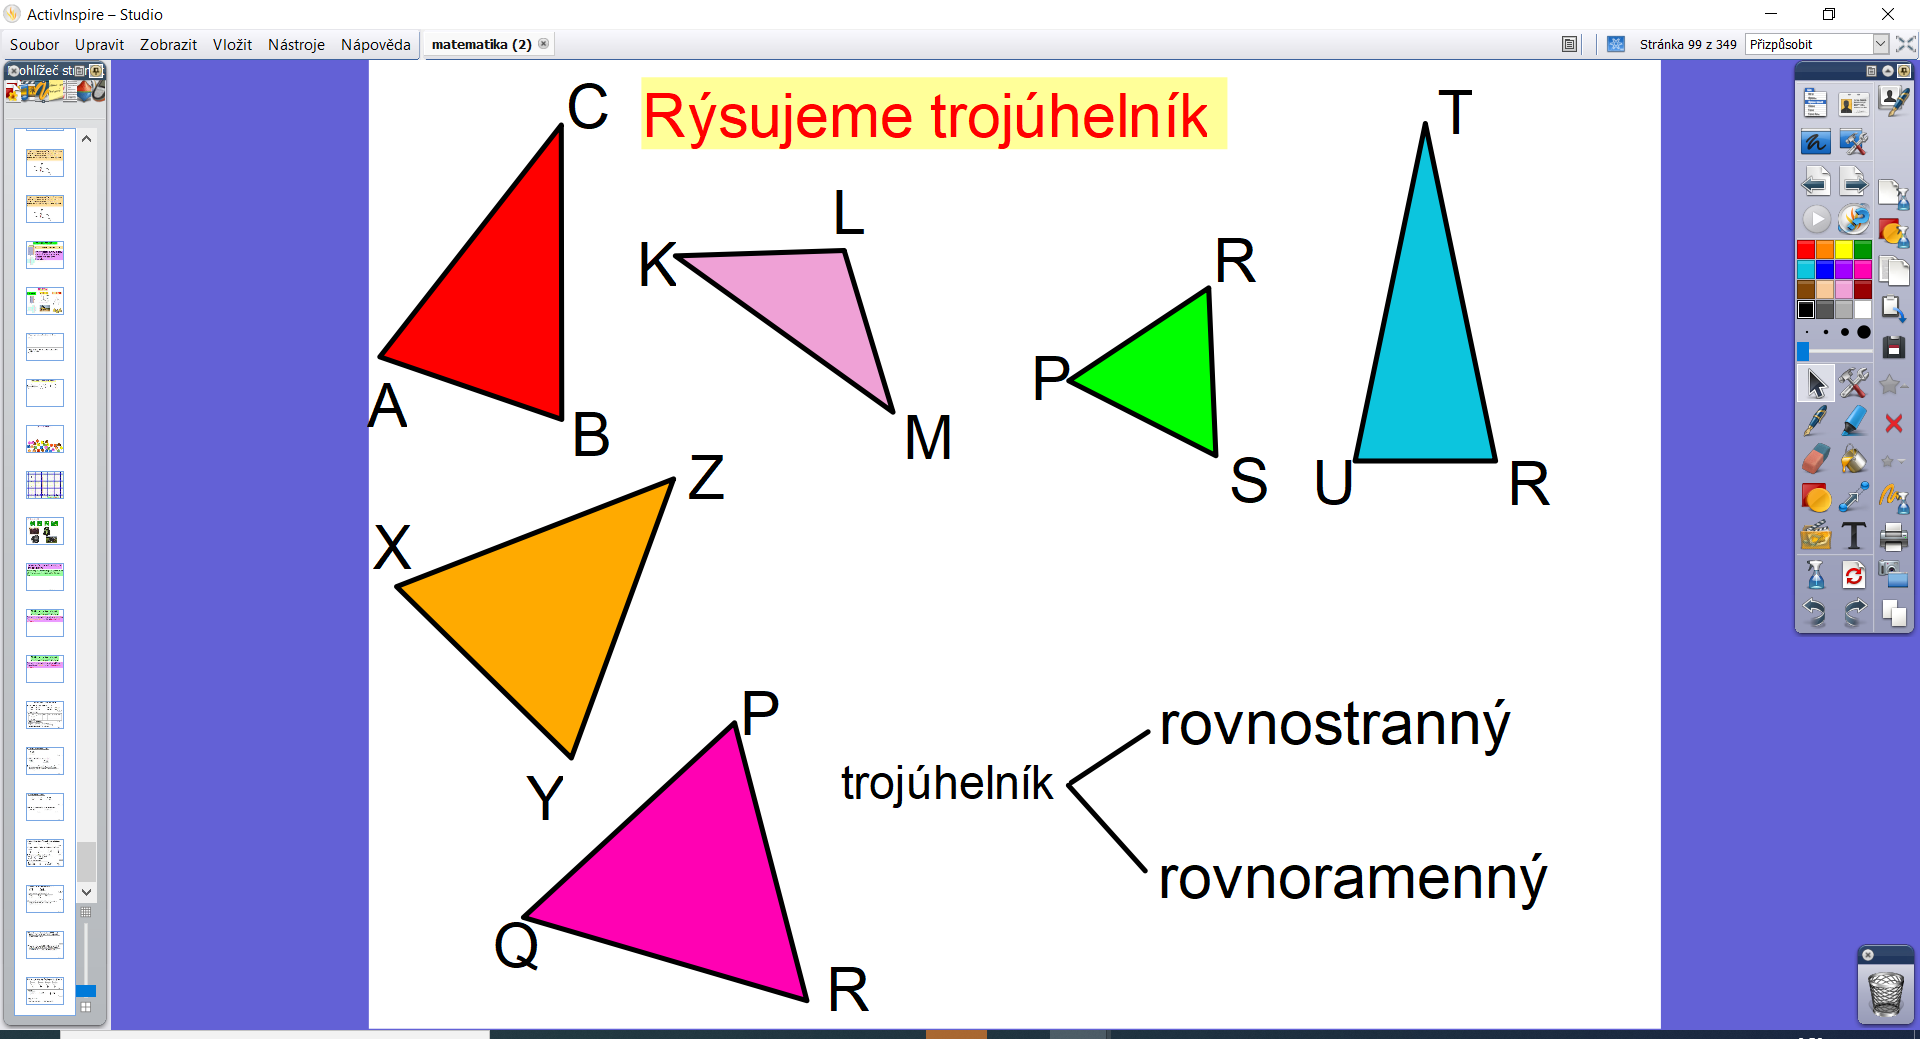 ActivInspire – Studio
Soubor Upravit Zobrazit Vložit Nástroje Nápověda matematika (2) Stránka 99 z 349 Přizpůsobit
Rýsujeme trojúhelník
C
T
L
K
R
P
A
B
M
S
U
R
Z
X
Y
P
Q
R
rovnostranný
trojúhelník
rovnoramenný